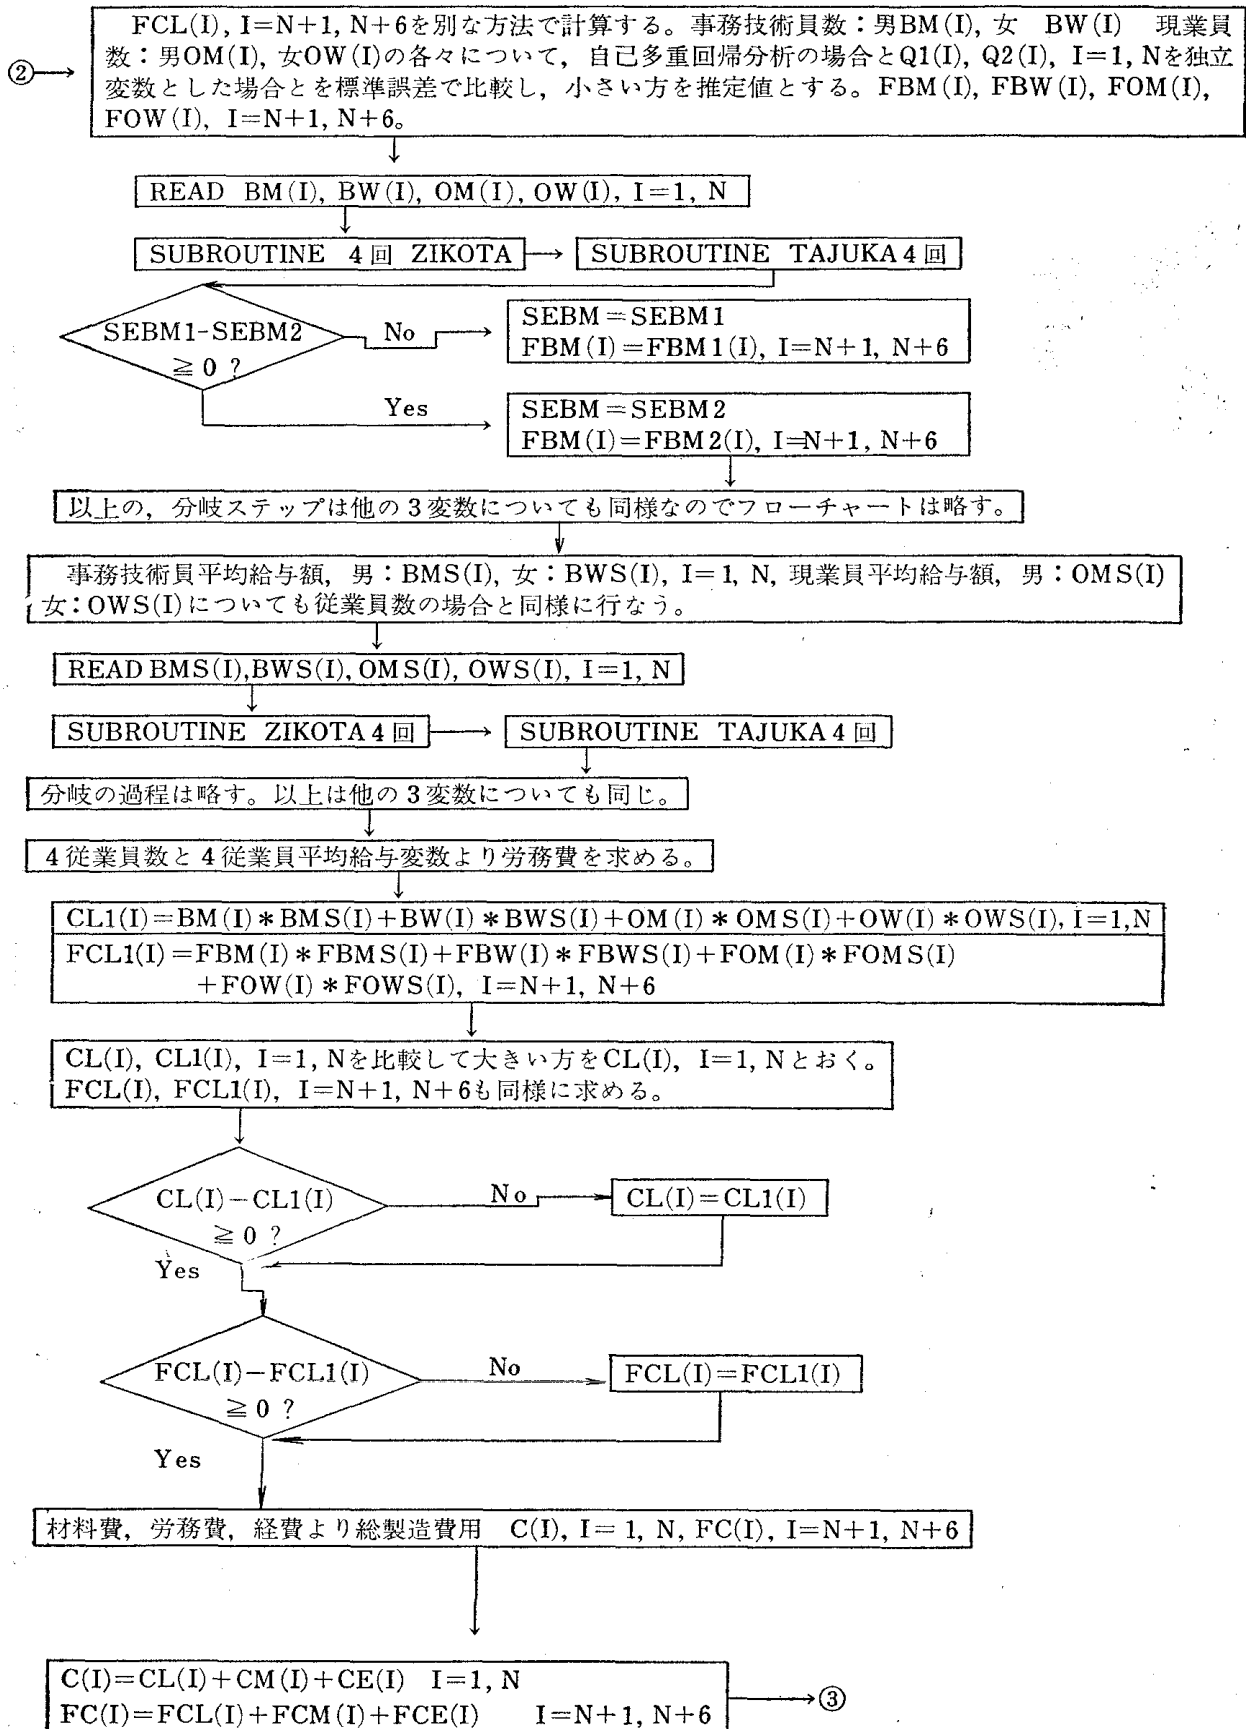 FCL(I), I=N+1, N+6を別な方法で計算する。事務技術員数：男BM(I), 女 BW(I) 現業員
数：男OM(I), 女OW(I)の各々について，自己多重回帰分析の場合とQ1(I), Q2(I), I=1, Nを独立
②
変数とした場合とを標準誤差で比較し，小さい方を推定値とする。FBM(I), FBW(I), FOM(I),
FOW(I), I=N+1, N+6。
READ BM(I), BW(I), OM(I), OW(I), I=1, N
SUBROUTINE 4回 ZIKOTA
SUBROUTINE TAJUKA4回
SEBM1-SEBM2
≧ 0 ?
No
SEBM=SEBM1
FBM(I)=FBM1(I), I=N+1, N+6
Yes
SEBM=SEBM2
FBM(I)=FBM2(I), I=N+1, N+6
以上の，分岐ステップは他の3変数についても同様なのでフローチャートは略す。
事務技術員平均給与額，男：BMS(I), 女：BWS(I), I=1, N, 現業員平均給与額，男：OMS(I)
女：OWS(I)についても従業員数の場合と同様に行なう。
READ BMS(I),BWS(I), OMS(I), OWS(I), I=1, N
SUBROUTINE ZIKOTA4回
SUBROUTINE TAJUKA4回
分岐の過程は略す。以上は他の3変数についても同じ。
4従業員数と4従業員平均給与変数より労務費を求める。
CL1(I)=BM(I)*BMS(I)+BW(I)*BWS(I)+OM(I)*OMS(I)+OW(I)*OWS(I), I=1,N
FCL1(I)=FBM(I)*FBMS(I)+FBW(I)*FBWS(I)+FOM(I)*FOMS(I)
+FOW(I)*FOWS(I), I=N+1, N+6
CL(I), CL1(I), I=1, Nを比較して大きい方をCL(I), I=1, Nとおく。
FCL(I), FCL1(I), I=N+1, N+6も同様に求める。
CL(I)-CL1(I)
≧ 0 ?
No
CL(I)=CL1(I)
Yes
FCL(I)-FCL1(I)
≧ 0 ?
No
FCL(I)=FCL1(I)
Yes
材料費，労務費，経費より総製造費用 C(I), I=1, N, FC(I), I=N+1, N+6
C(I)=CL(I)+CM(I)+CE(I) I=1, N
FC(I)=FCL(I)+FCM(I)+FCE(I) I=N+1, N+6
③